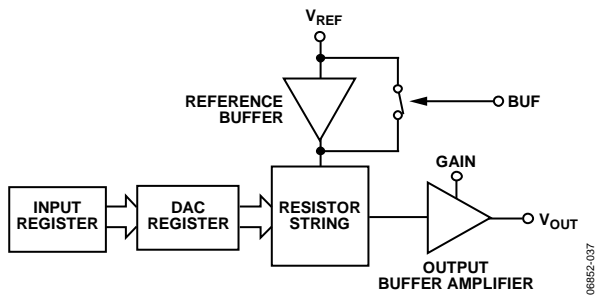 VREF
REFERENCE
BUFFER
BUF
GAIN
INPUT
REGISTER
DAC
REGISTER
RESISTOR
STRING
VOUT
OUTPUT
BUFFER AMPLIFIER
06852-037